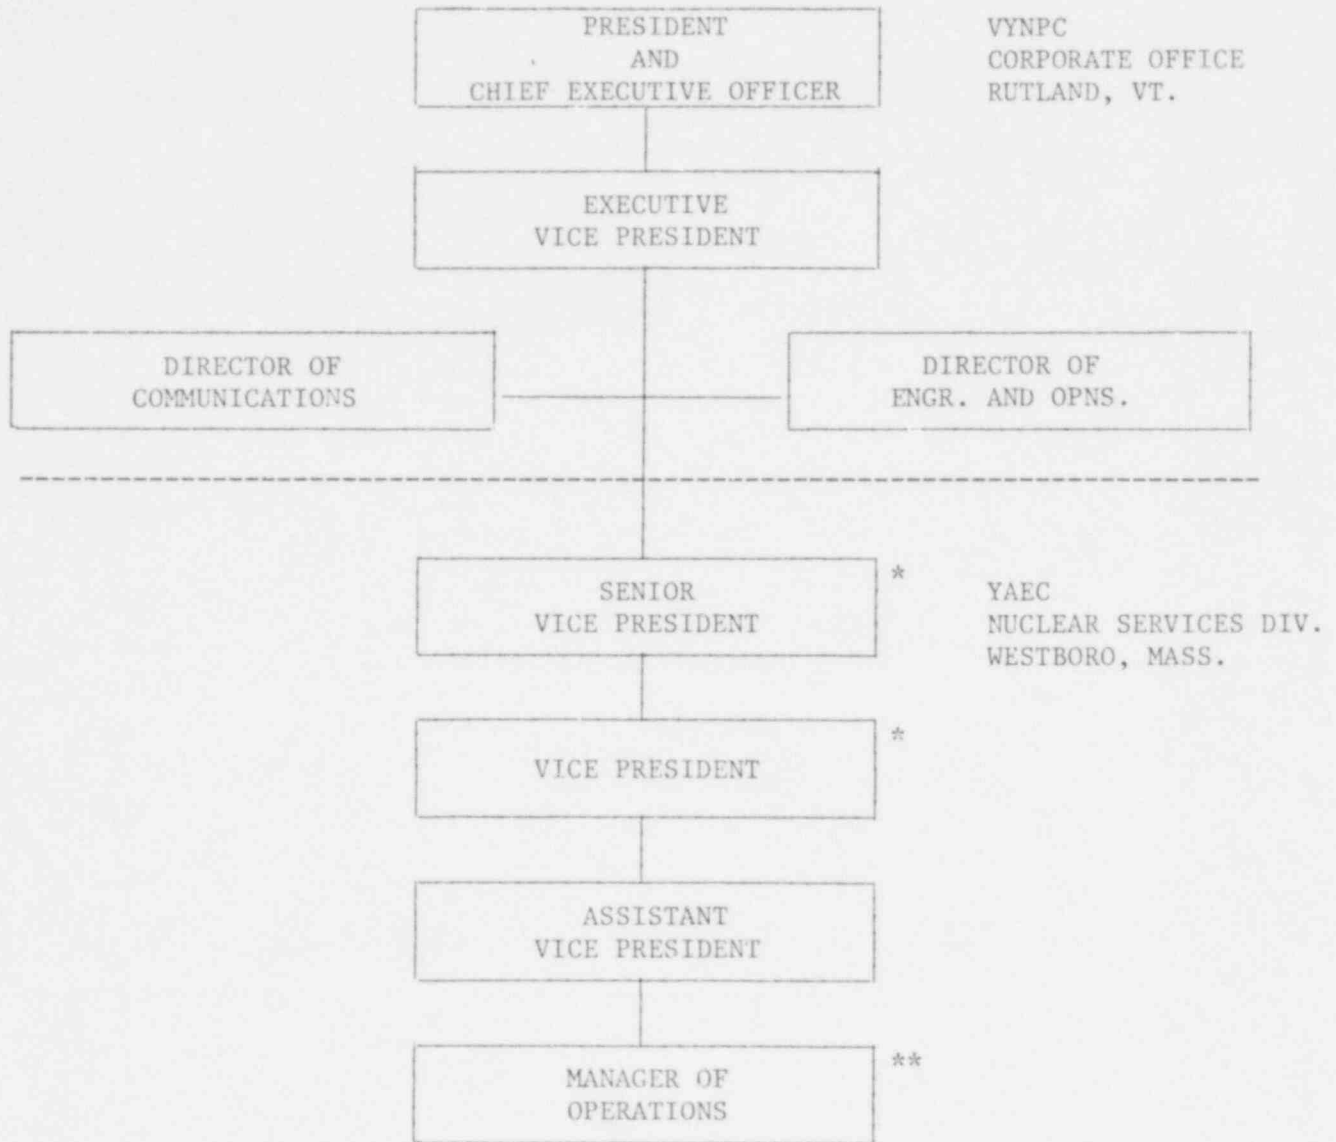 PRESIDENT
AND
CHIEF EXECUTIVE OFFICER
VYNPC
CORPORATE OFFICE
RUTLAND, VT.
EXECUTIVE
VICE PRESIDENT
DIRECTOR OF
COMMUNICATIONS
DIRECTOR OF
ENGR. AND OPNS.
SENIOR
VICE PRESIDENT
*
YAEC
NUCLEAR SERVICES DIV.
WESTBORO, MASS.
VICE PRESIDENT
*
ASSISTANT
VICE PRESIDENT
MANAGER OF
OPERATIONS
**